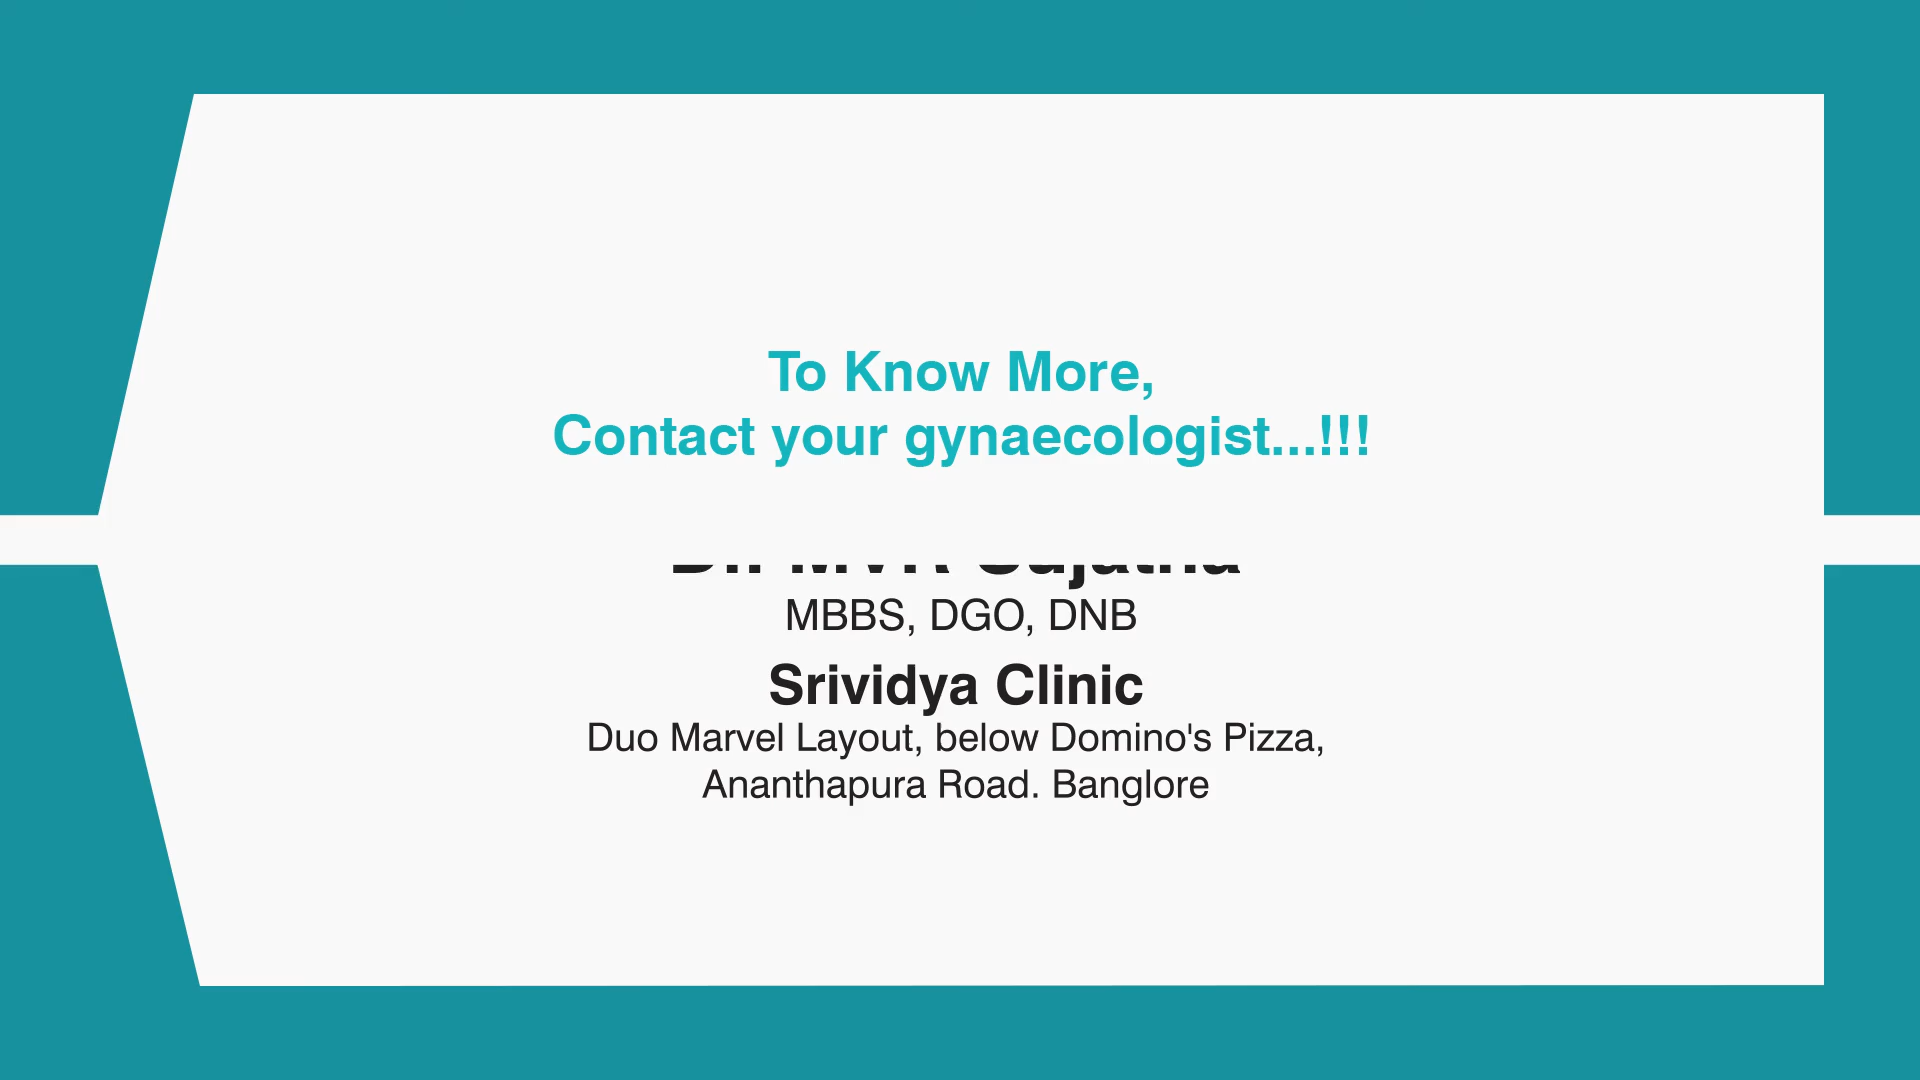 To Know More,
Contact your gynaecologist...!!!
MBBS, DGO, DNB
Srividya Clinic
Duo Marvel Layout, below Domino's Pizza,
Ananthapura Road. Banglore